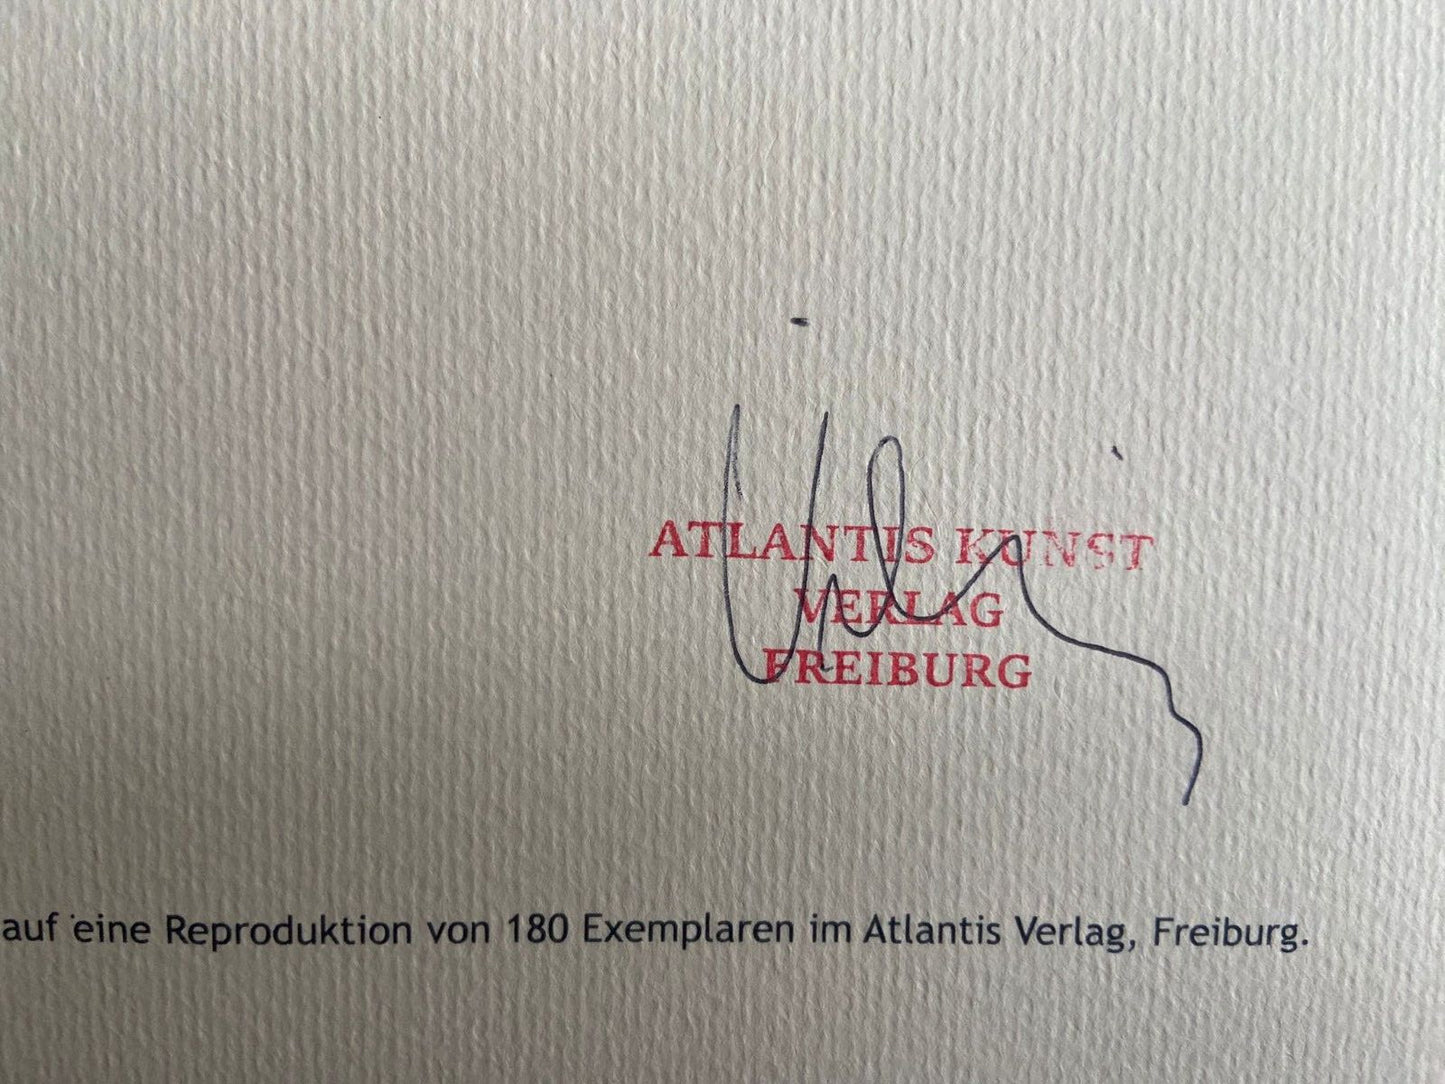 ATLANTIS KUNST
VERLAG
FREIBURG
auf eine Reproduktion von 180 Exemplaren im Atlantis Verlag, Freiburg.